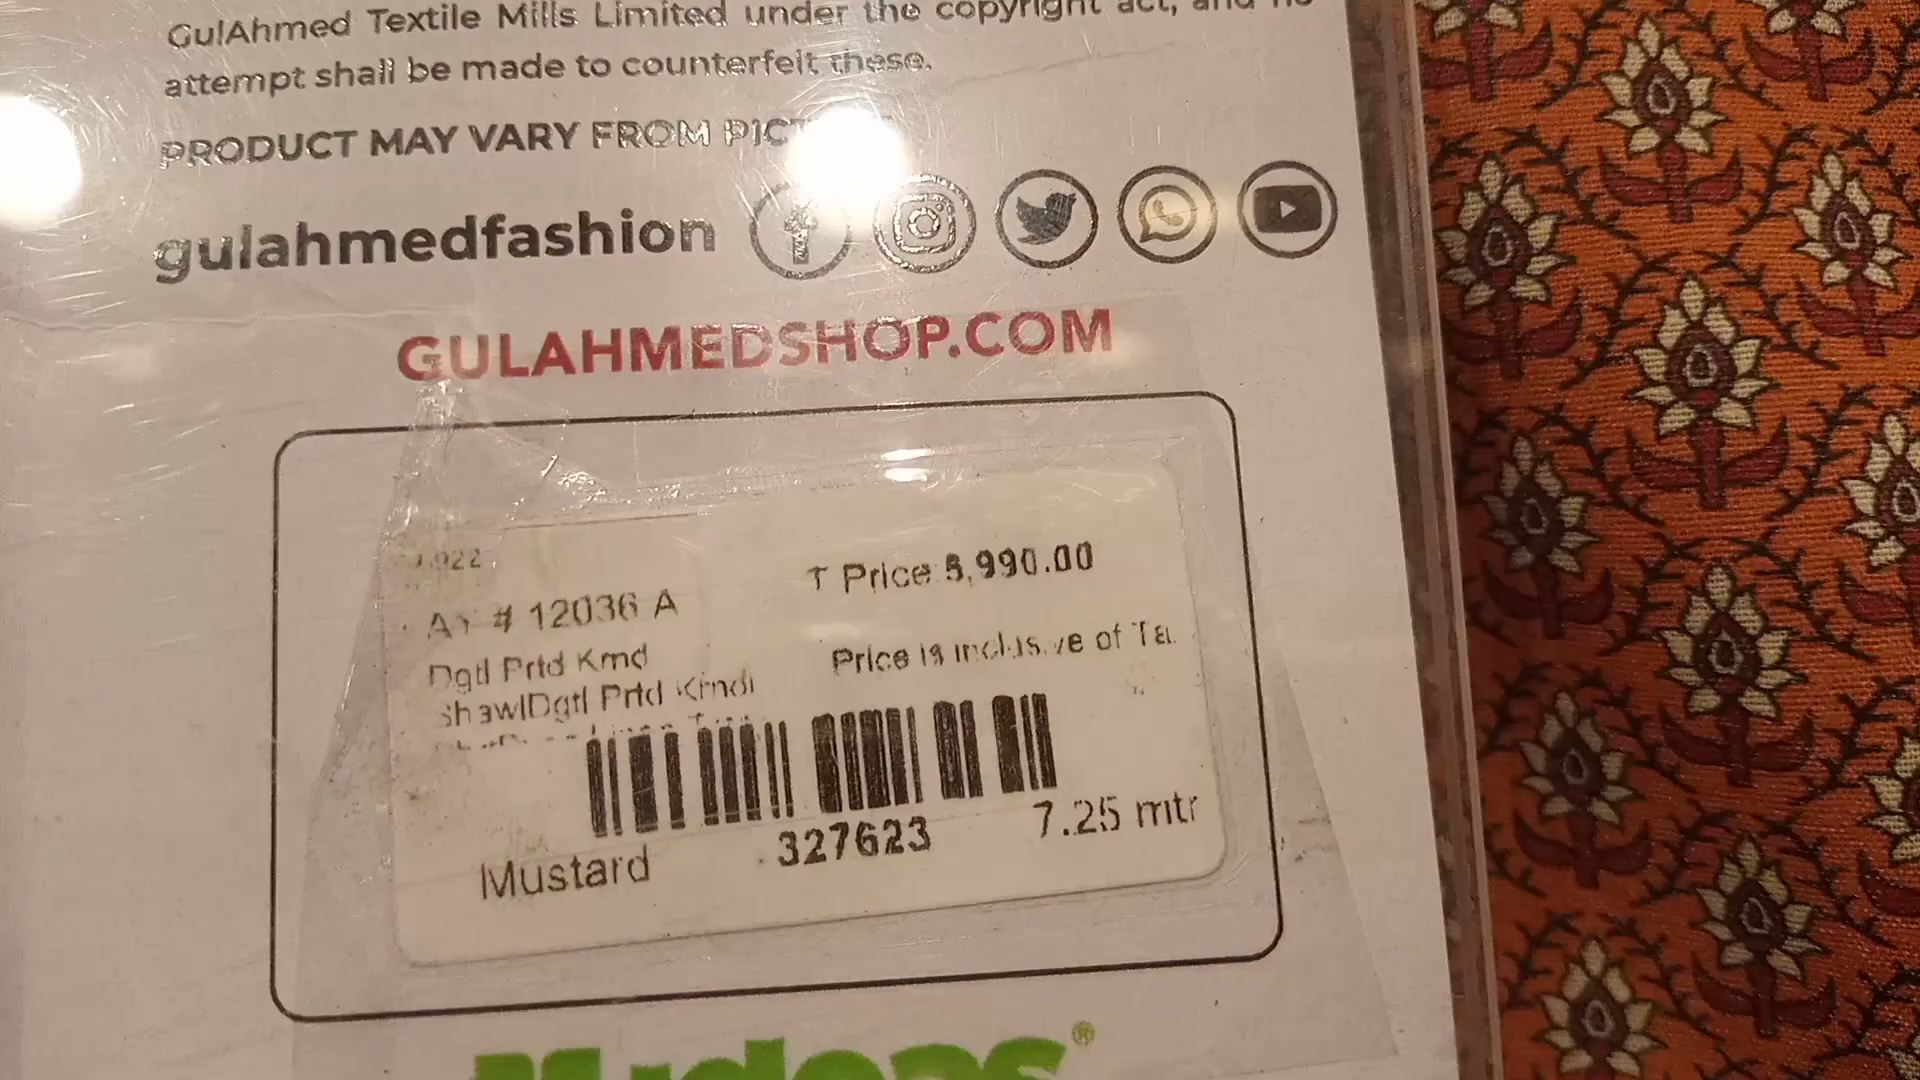 GulAhmed Textile Mills Limited under the copyright act, and no
attempt shall be made to counterfeit these.
PRODUCT MAY VARY FROM
gulahmedfashion
GULAHMEDSHOP.COM
T Price 5,990.00
# 12036 A
Price is inclusive of
Dgtl Prtd Kmd
ShawlDgtl Prtd Kmdi
327623
7.25 mtr
Mustard